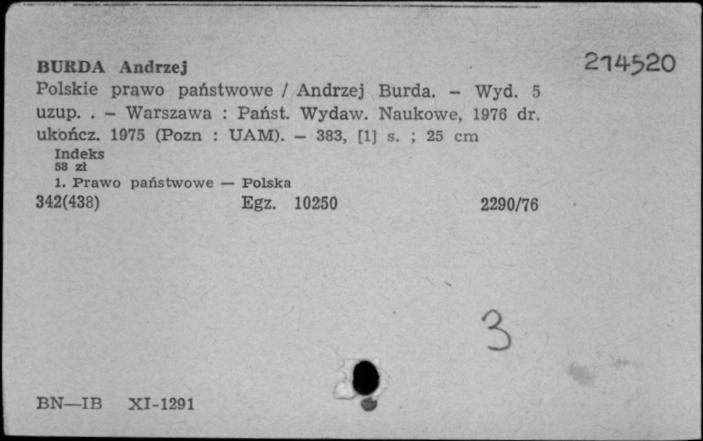 214520
BURDA Andrzej
Polskie prawo państwowe / Andrzej Burda. – Wyd. 5
uzup. . – Warszawa : Państ. Wydaw. Naukowe, 1976 dr.
ukończ. 1975 (Pozn : UAM). – 383, [1] s. ; 25 cm
Indeks
58 zł
1. Prawo państwowe — Polska
342(438) Egz. 10250 2290/76
3
BN—IB XI-1291